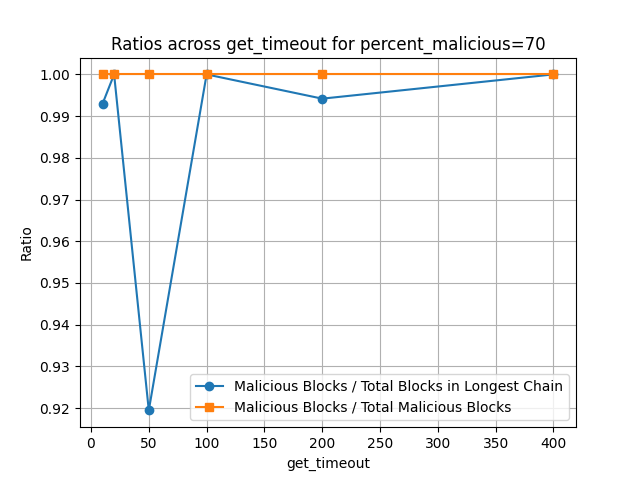 Ratios across get_timeout for percent_malicious=70
1.00
0.99
0.98
0.97
0.96
0.95
0.94
0.93
0.92
Ratio
Malicious Blocks / Total Blocks in Longest Chain
Malicious Blocks / Total Malicious Blocks
0 50 100 150 200 250 300 350 400
get_timeout